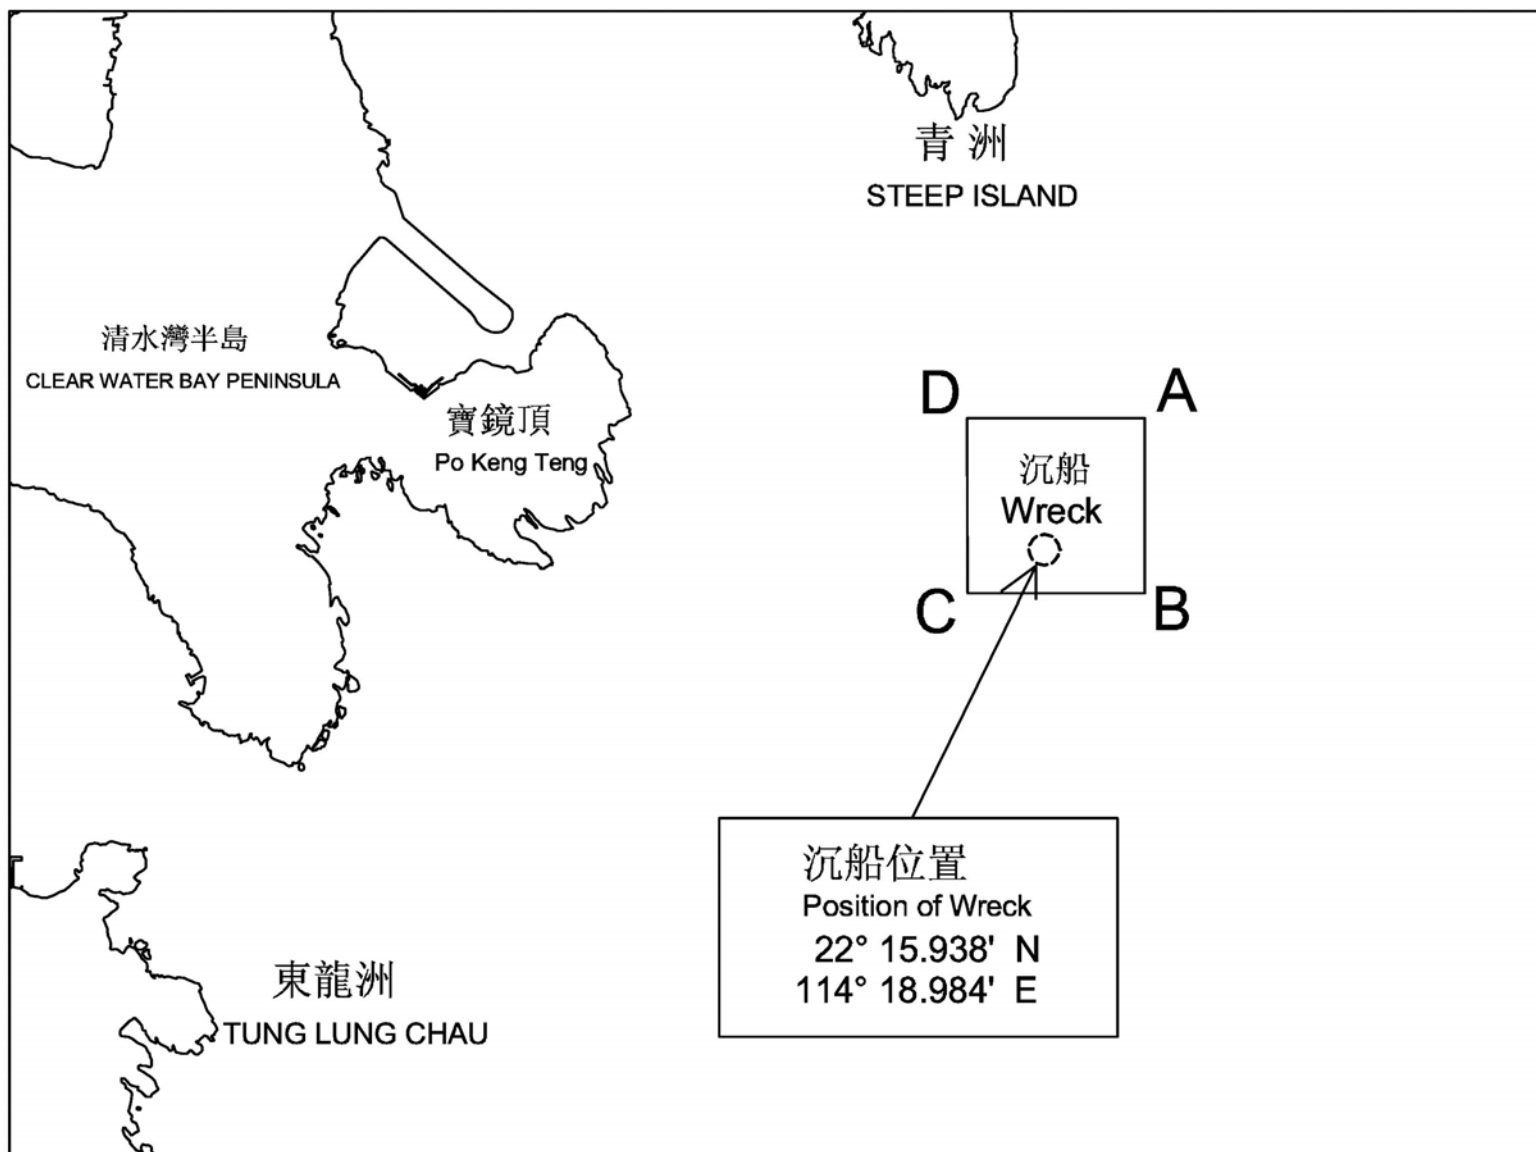 青洲
STEEP ISLAND
清水灣半島
CLEAR WATER BAY PENINSULA
寶鏡頂
Po Keng Teng
D
A
沉船
Wreck
C
B
沉船位置
Position of Wreck
22° 15.938' N
114° 18.984' E
東龍洲
TUNG LUNG CHAU